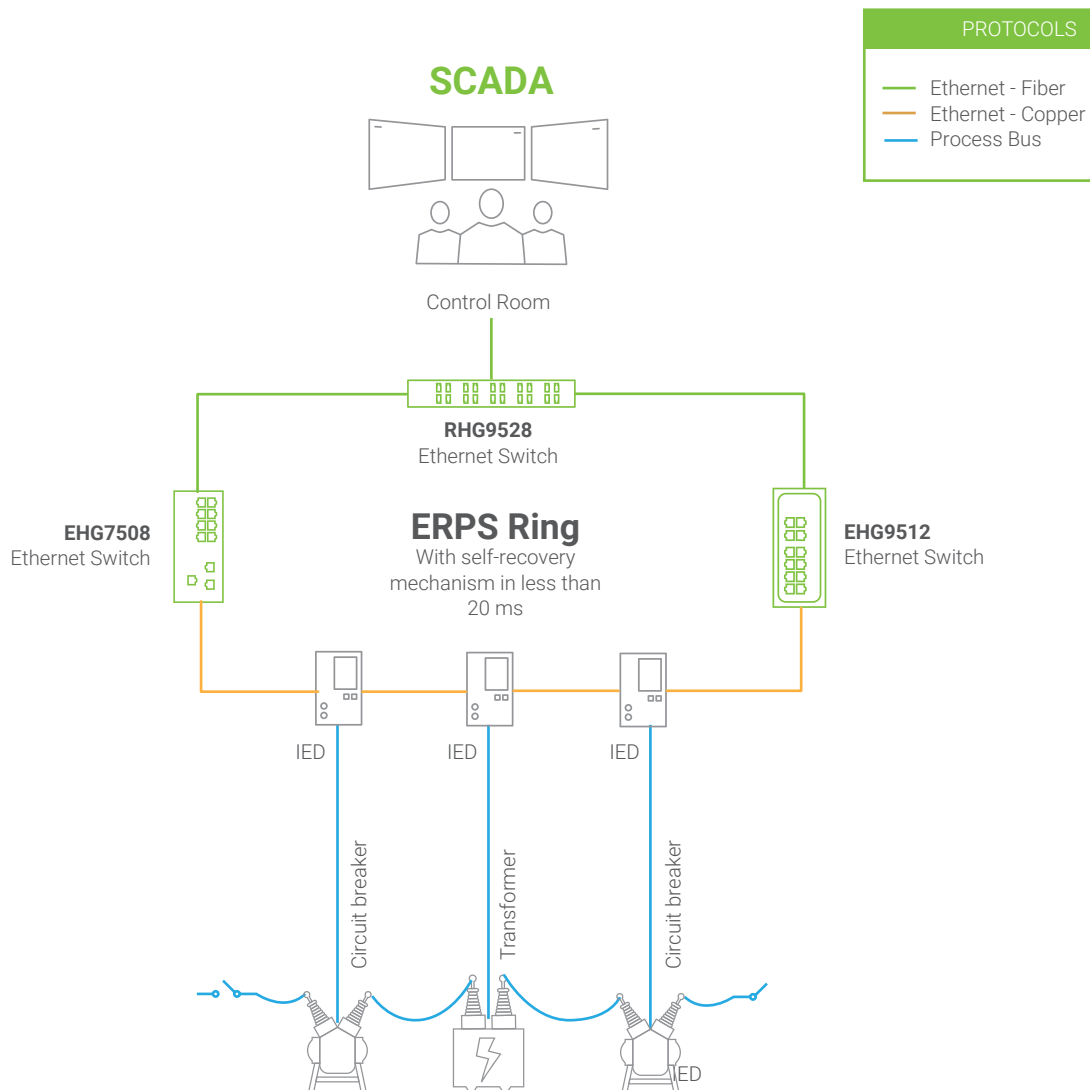 PROTOCOLS
Ethernet - Fiber
Ethernet - Copper
Process Bus
SCADA
Control Room
RHG9528
Ethernet Switch
EHG7508
Ethernet Switch
ERPS Ring
With self-recovery
mechanism in less than
20 ms
EHG9512
Ethernet Switch
IED
IED
IED
Circuit breaker
Transformer
Circuit breaker
IED